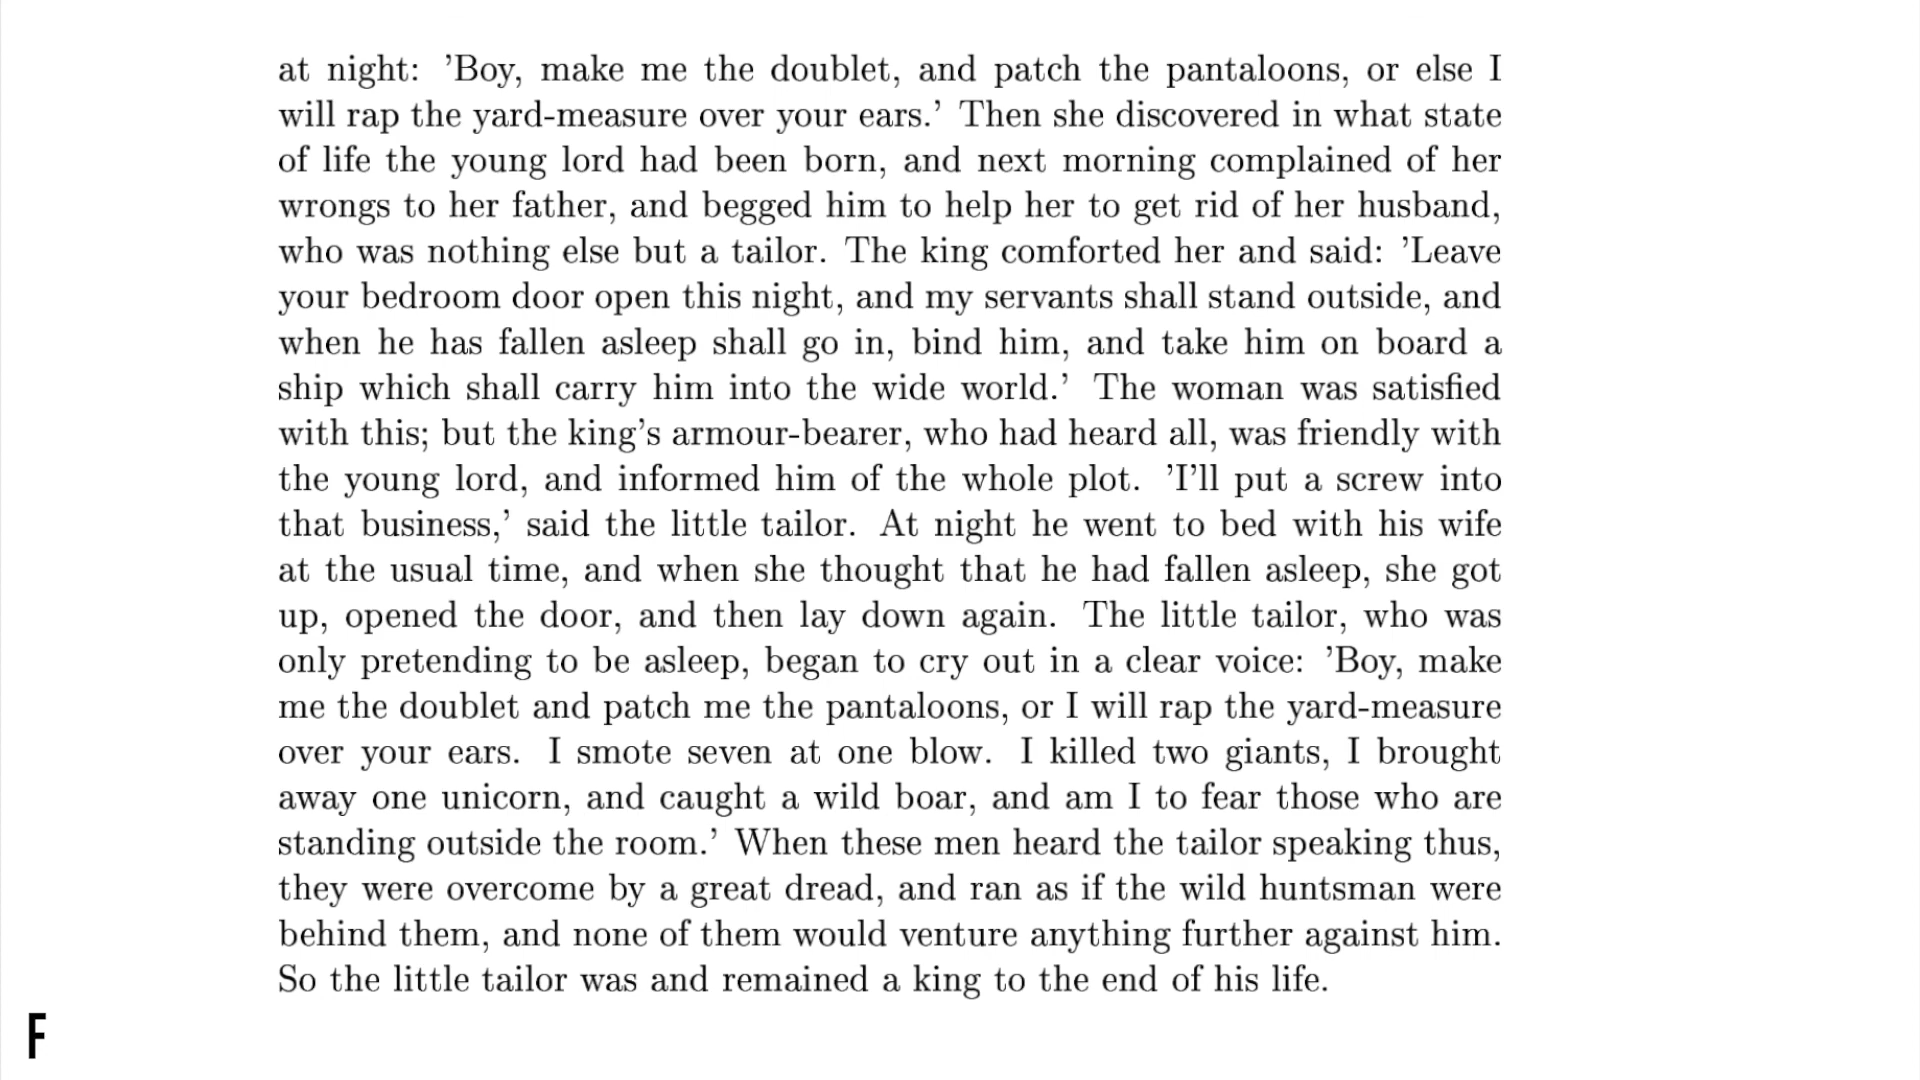 at night: ’Boy, make me the doublet, and patch the pantaloons, or else I
will rap the yard-measure over your ears.’ Then she discovered in what state
of life the young lord had been born, and next morning complained of her
wrongs to her father, and begged him to help her to get rid of her husband,
who was nothing else but a tailor. The king comforted her and said: ’Leave
your bedroom door open this night, and my servants shall stand outside, and
when he has fallen asleep shall go in, bind him, and take him on board a
ship which shall carry him into the wide world.’ The woman was satisfied
with this; but the king’s armour-bearer, who had heard all, was friendly with
the young lord, and informed him of the whole plot. ’I’ll put a screw into
that business,’ said the little tailor. At night he went to bed with his wife
at the usual time, and when she thought that he had fallen asleep, she got
up, opened the door, and then lay down again. The little tailor, who was
only pretending to be asleep, began to cry out in a clear voice: ’Boy, make
me the doublet and patch me the pantaloons, or I will rap the yard-measure
over your ears. I smote seven at one blow. I killed two giants, I brought
away one unicorn, and caught a wild boar, and am I to fear those who are
standing outside the room.’ When these men heard the tailor speaking thus,
they were overcome by a great dread, and ran as if the wild huntsman were
behind them, and none of them would venture anything further against him.
So the little tailor was and remained a king to the end of his life.
F